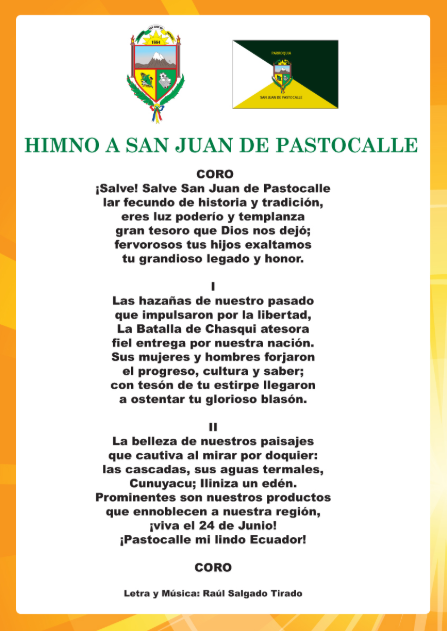 1884
PARROQUIA
SAN JUAN DE PASTOCALLE
HIMNO A SAN JUAN DE PASTOCALLE
CORO
¡Salve! Salve San Juan de Pastocalle
lar fecundo de historia y tradición,
eres luz poderío y templanza
gran tesoro que Dios nos dejó;
fervorosos tus hijos exaltamos
tu grandioso legado y honor.
I
Las hazañas de nuestro pasado
que impulsaron por la libertad,
La Batalla de Chasqui atesora
fiel entrega por nuestra nación.
Sus mujeres y hombres forjaron
el progreso, cultura y saber;
con tesón de tu estirpe llegaron
a ostentar tu glorioso blasón.
II
La belleza de nuestros paisajes
que cautiva al mirar por doquier:
las cascadas, sus aguas termales,
Cunuyacu; Iliniza un edén.
Prominentes son nuestros productos
que ennoblecen a nuestra región,
¡viva el 24 de Junio!
¡Pastocalle mi lindo Ecuador!
CORO
Letra y Música: Raúl Salgado Tirado